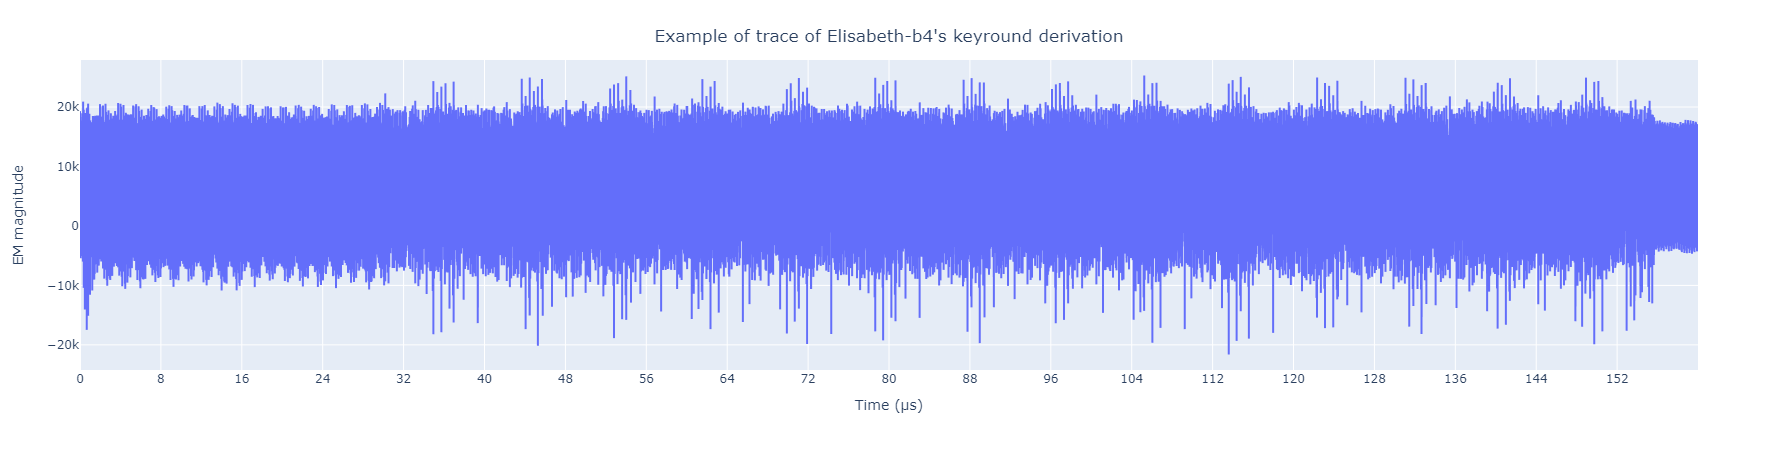 Example of trace of Elisabeth-b4's keyround derivation
EM magnitude
20k
10k
0
−10k
−20k
0 8 16 24 32 40 48 56 64 72 80 88 96 104 112 120 128 136 144 152
Time (μs)